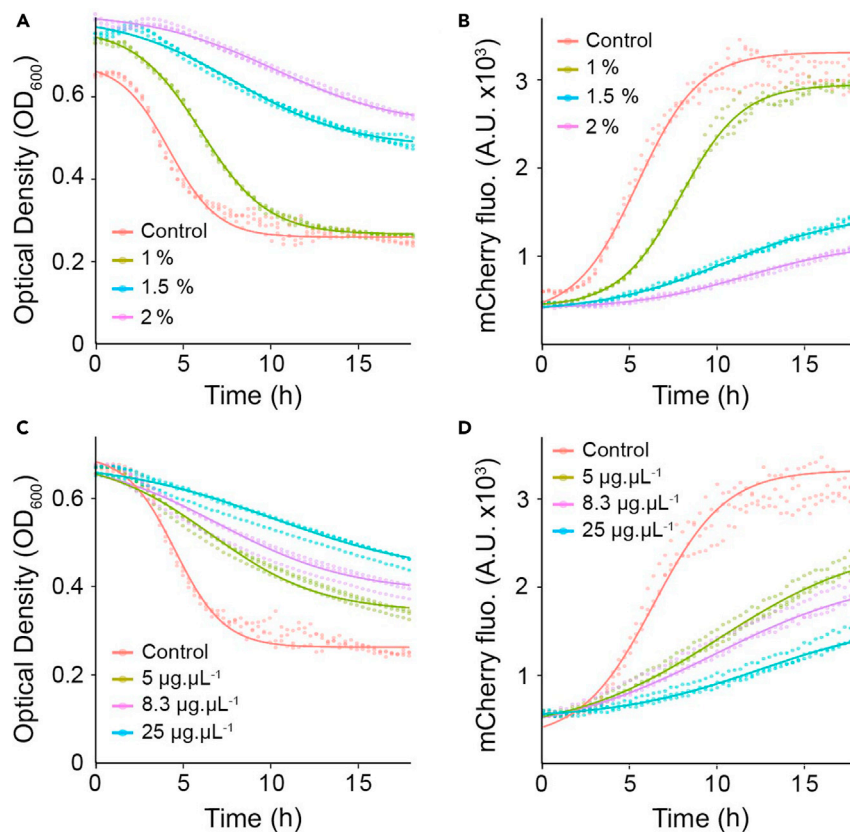 A
Optical Density (OD600)
0.6
0.4
0.2
0
Control
1 %
1.5 %
2 %
0 5 10 15
Time (h)
B
mCherry fluo. (A.U. x10³)
3
2
1
Control
1 %
1.5 %
2 %
0 5 10 15
Time (h)
C
Optical Density (OD600)
0.6
0.4
0.2
0
Control
5 µg.µL⁻¹
8.3 µg.µL⁻¹
25 µg.µL⁻¹
0 5 10 15
Time (h)
D
mCherry fluo. (A.U. x10³)
3
2
1
Control
5 µg.µL⁻¹
8.3 µg.µL⁻¹
25 µg.µL⁻¹
0 5 10 15
Time (h)